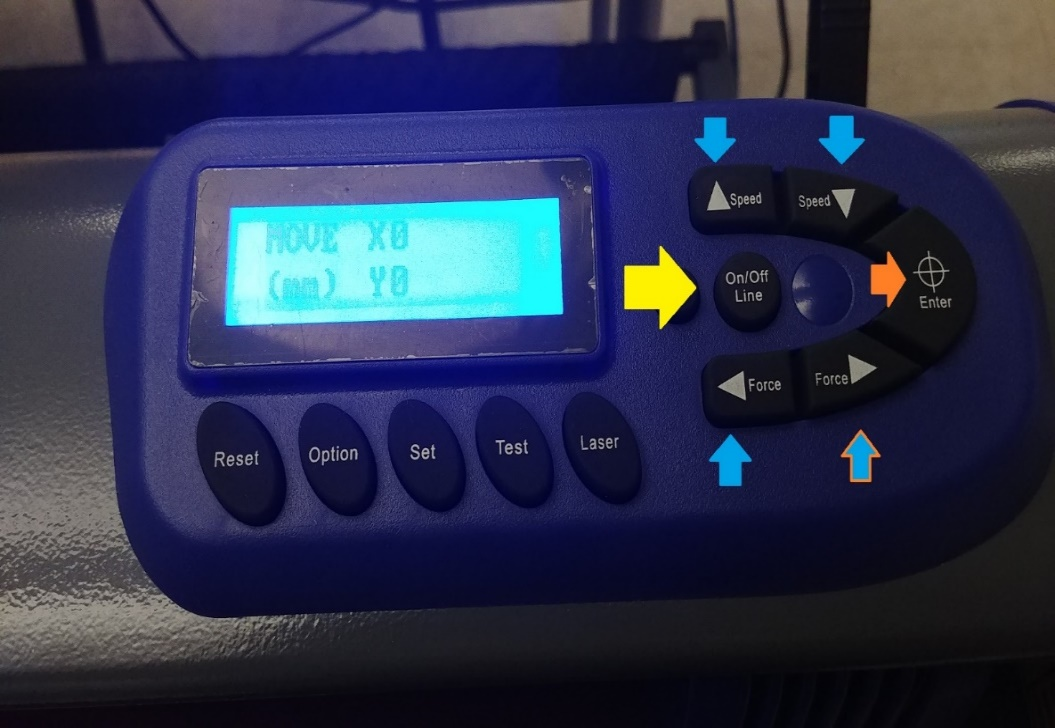 MOVE X0
(mm) Y0
Speed
Speed
On/Off
Line
Enter
Force
Force
Reset
Option
Set
Test
Laser